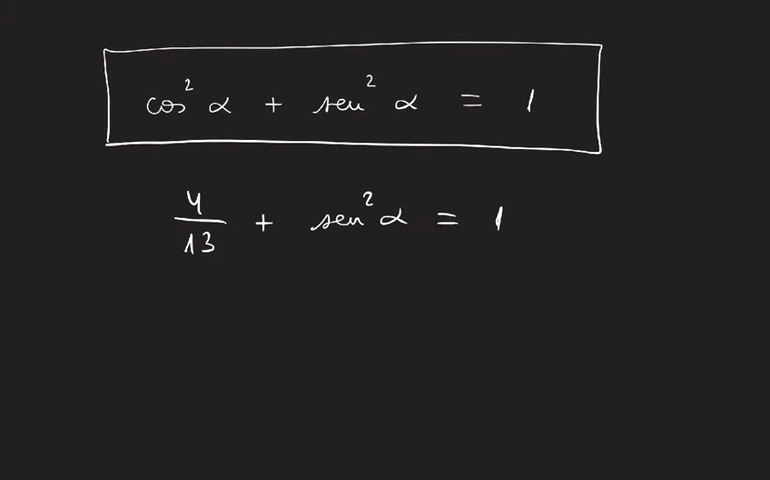 cos² α + sen² α = 1
4/13 + sen² α = 1